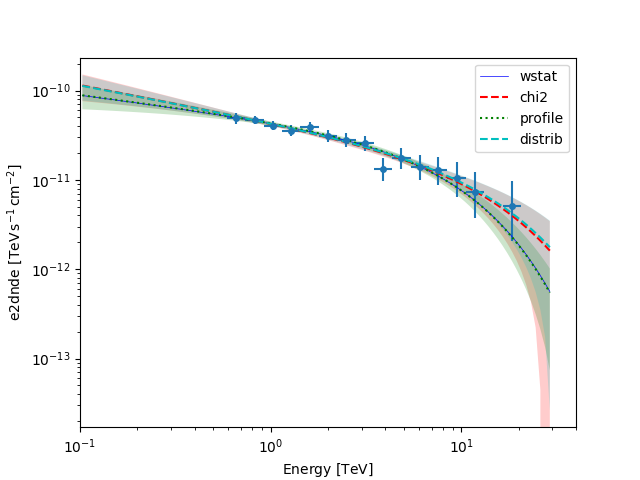 wstat
chi2
profile
distrib
10⁻¹⁰
10⁻¹¹
10⁻¹²
10⁻¹³
e2dnde [TeV s⁻¹ cm⁻²]
10⁻¹ 10⁰ 10¹
Energy [TeV]